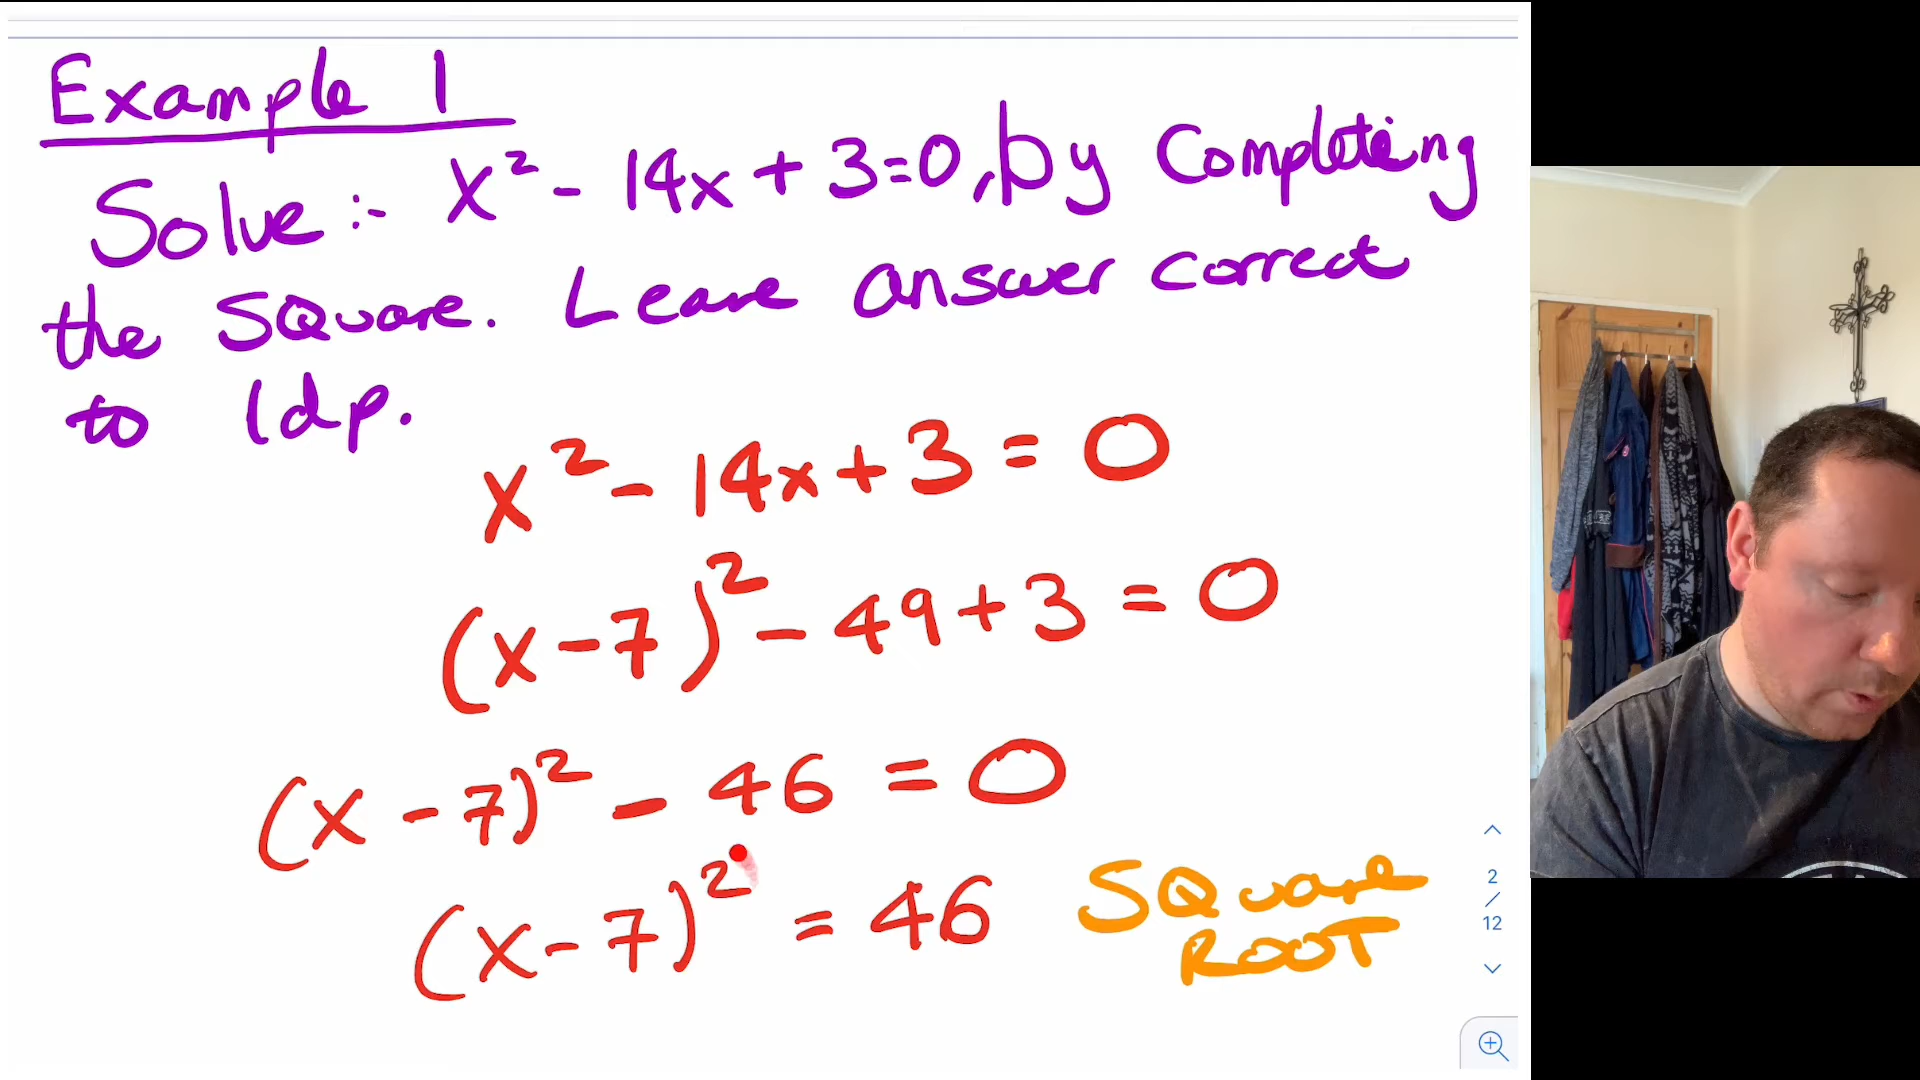 Example 1
Solve:- x² - 14x + 3 = 0, by Completing
the SQuare. Leave answer correct
to 1dp.
x² - 14x + 3 = 0
(x - 7)² - 49 + 3 = 0
(x - 7)² - 46 = 0
(x - 7)² = 46
SQuare
ROOT
2
/
12